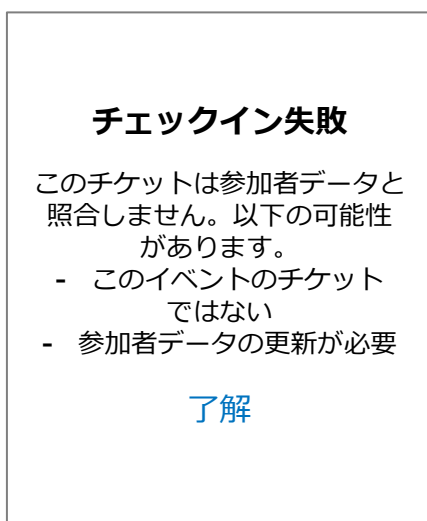 チェックイン失敗
このチケットは参加者データと
照合しません。以下の可能性
があります。
- このイベントのチケット
ではない
- 参加者データの更新が必要
了解